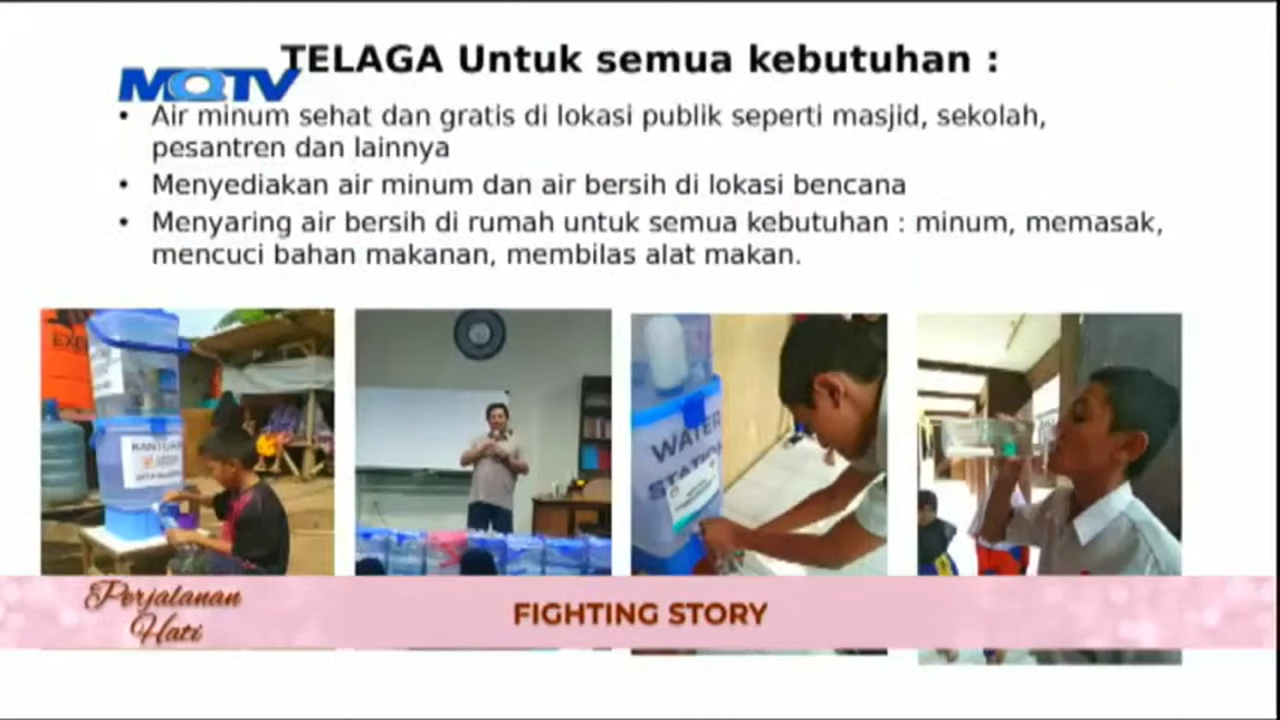 TELAGA Untuk semua kebutuhan :
MQTV
• Air minum sehat dan gratis di lokasi publik seperti masjid, sekolah,
pesantren dan lainnya
• Menyediakan air minum dan air bersih di lokasi bencana
• Menyaring air bersih di rumah untuk semua kebutuhan : minum, memasak,
mencuci bahan makanan, membilas alat makan.
BANTUAN
WATER
STATION
Perjalanan
Hati
FIGHTING STORY